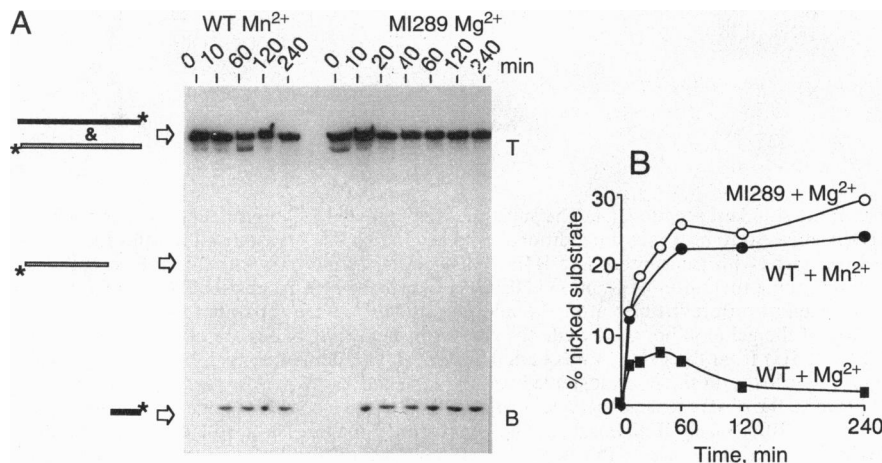 A
WT Mn²⁺ MI289 Mg²⁺
0 10 60 120 240 0 10 20 40 60 120 240 min
*
&
*
T
*
*
B
B
% nicked substrate
30
20
10
0
MI289 + Mg²⁺
WT + Mn²⁺
WT + Mg²⁺
0 60 120 240
Time, min